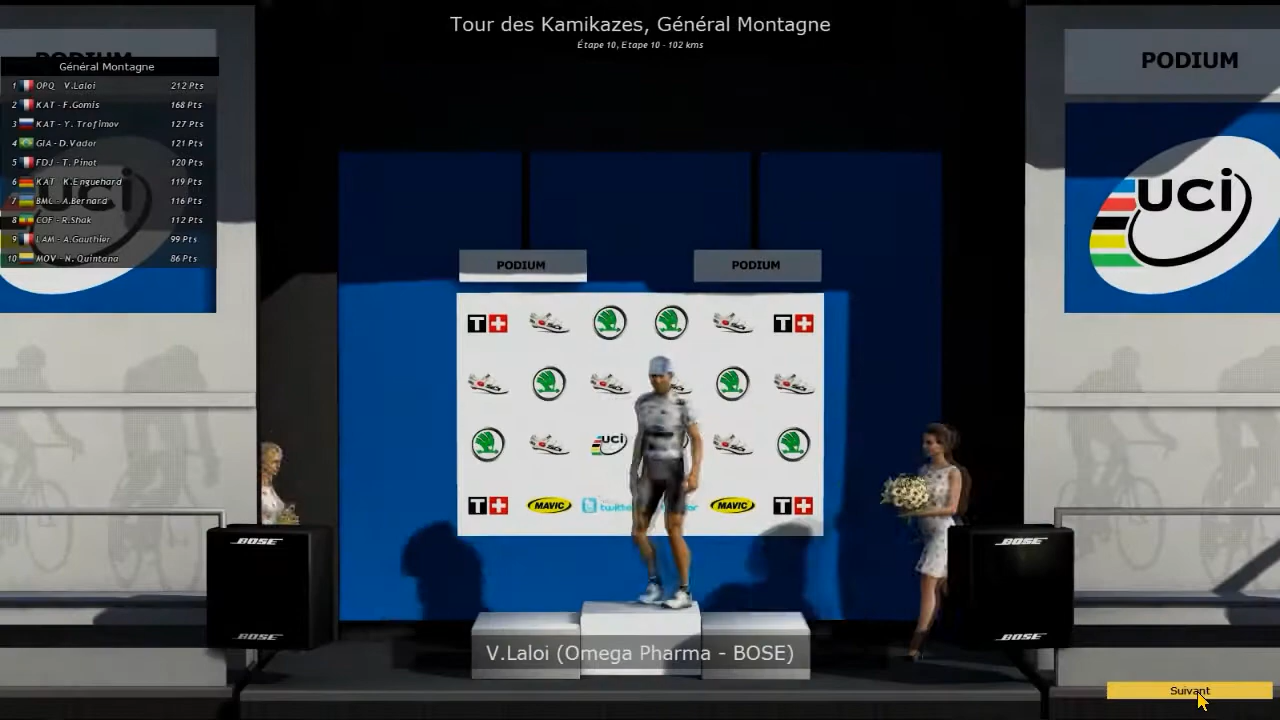 Tour des Kamikazes, Général Montagne
Étape 10, Etape 10 - 102 kms
PODIUM
Général Montagne
1 OPQ - V.Laloi 212 Pts
2 KAT - F.Gomis 168 Pts
3 KAT - Y. Trofimov 127 Pts
4 GIA - D.Vador 121 Pts
5 FDJ - T. Pinot 120 Pts
6 KAT - K.Enguehard 119 Pts
7 BMC - A.Bernard 116 Pts
8 COF - R.Shak 112 Pts
9 LAM - A.Gauthier 99 Pts
10 MOV - N. Quintana 86 Pts
PODIUM
uci
uci
PODIUM
PODIUM
T
T
uci
T
MAVIC
MAVIC
T
BOSE
BOSE
BOSE
BOSE
V.Laloi (Omega Pharma - BOSE)
Suivant